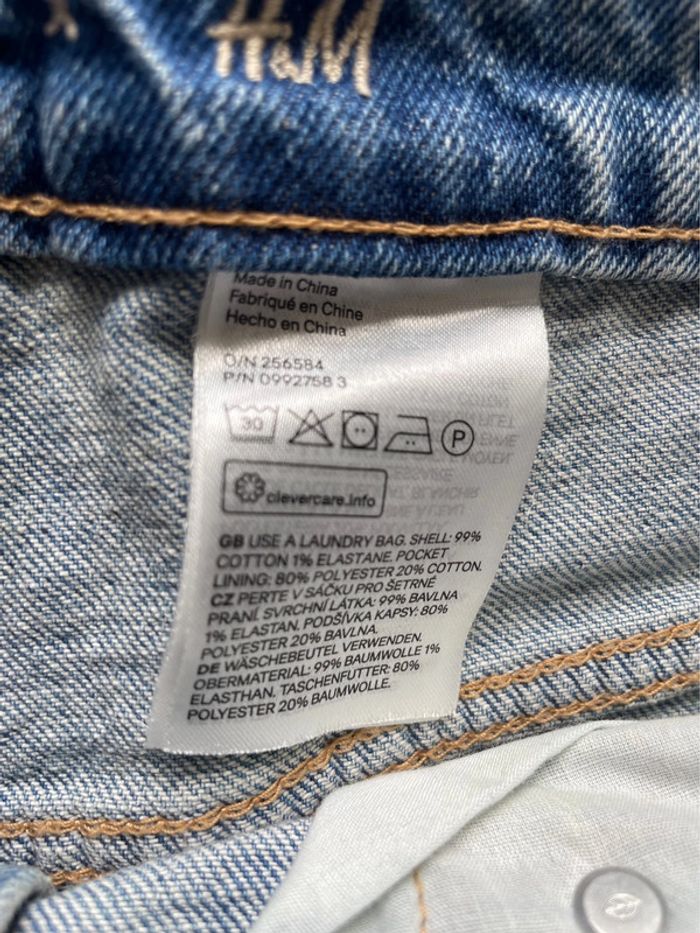 H&M
Made in China
Fabriqué en Chine
Hecho en China
O/N 256584
P/N 0992758 3
30
P
clevercare.info
GB USE A LAUNDRY BAG. SHELL: 99%
COTTON 1% ELASTANE. POCKET
LINING: 80% POLYESTER 20% COTTON.
CZ PERTE V SÁČKU PRO ŠETRNÉ
PRANÍ. SVRCHNÍ LÁTKA: 99% BAVLNA
1% ELASTAN. PODŠÍVKA KAPSY: 80%
POLYESTER 20% BAVLNA.
DE WÄSCHEBEUTEL VERWENDEN.
OBERMATERIAL: 99% BAUMWOLLE 1%
ELASTHAN. TASCHENFUTTER: 80%
POLYESTER 20% BAUMWOLLE.